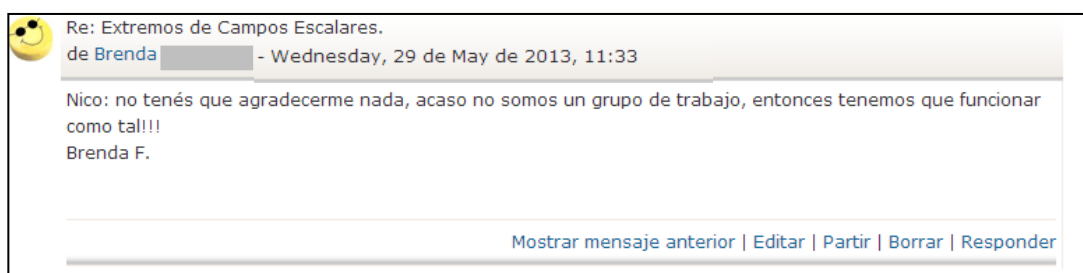 Re: Extremos de Campos Escalares.
de Brenda - Wednesday, 29 de May de 2013, 11:33
Nico: no tenés que agradecerme nada, acaso no somos un grupo de trabajo, entonces tenemos que funcionar
como tal!!!
Brenda F.
Mostrar mensaje anterior | Editar | Partir | Borrar | Responder